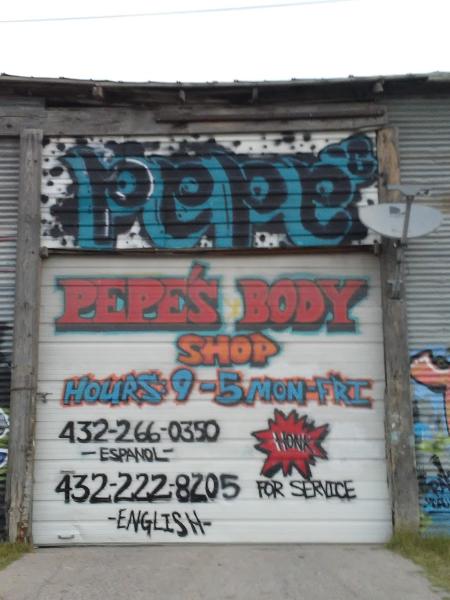 PEPE
PEPE'S BODY
SHOP
HOURS: 9-5 MON-FRI
432-266-0350
-ESPANOL-
HONK
432-222-8205 FOR SERVICE
-ENGLISH-